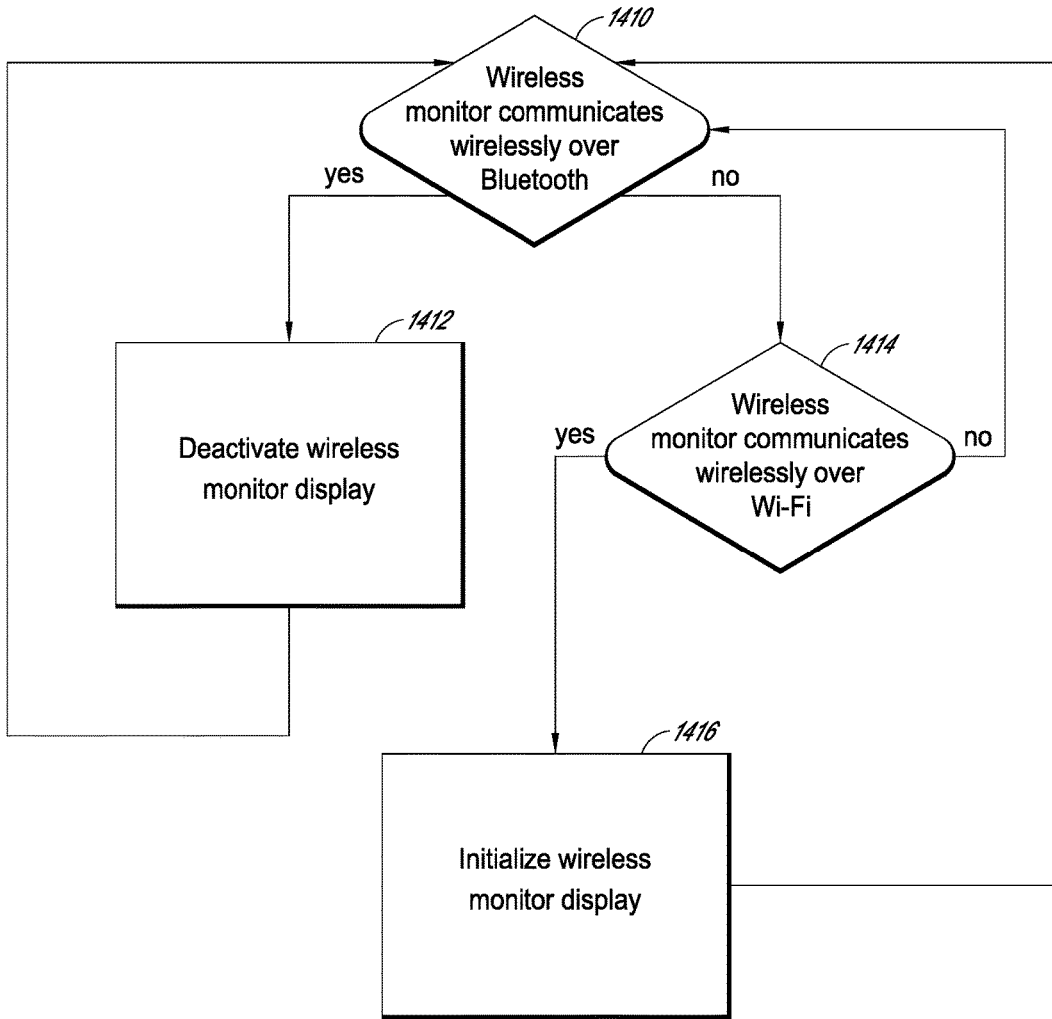 1410
Wireless
monitor communicates
wirelessly over
Bluetooth
yes
no
1412
Deactivate wireless
monitor display
1414
Wireless
monitor communicates
wirelessly over
Wi-Fi
yes
no
1416
Initialize wireless
monitor display